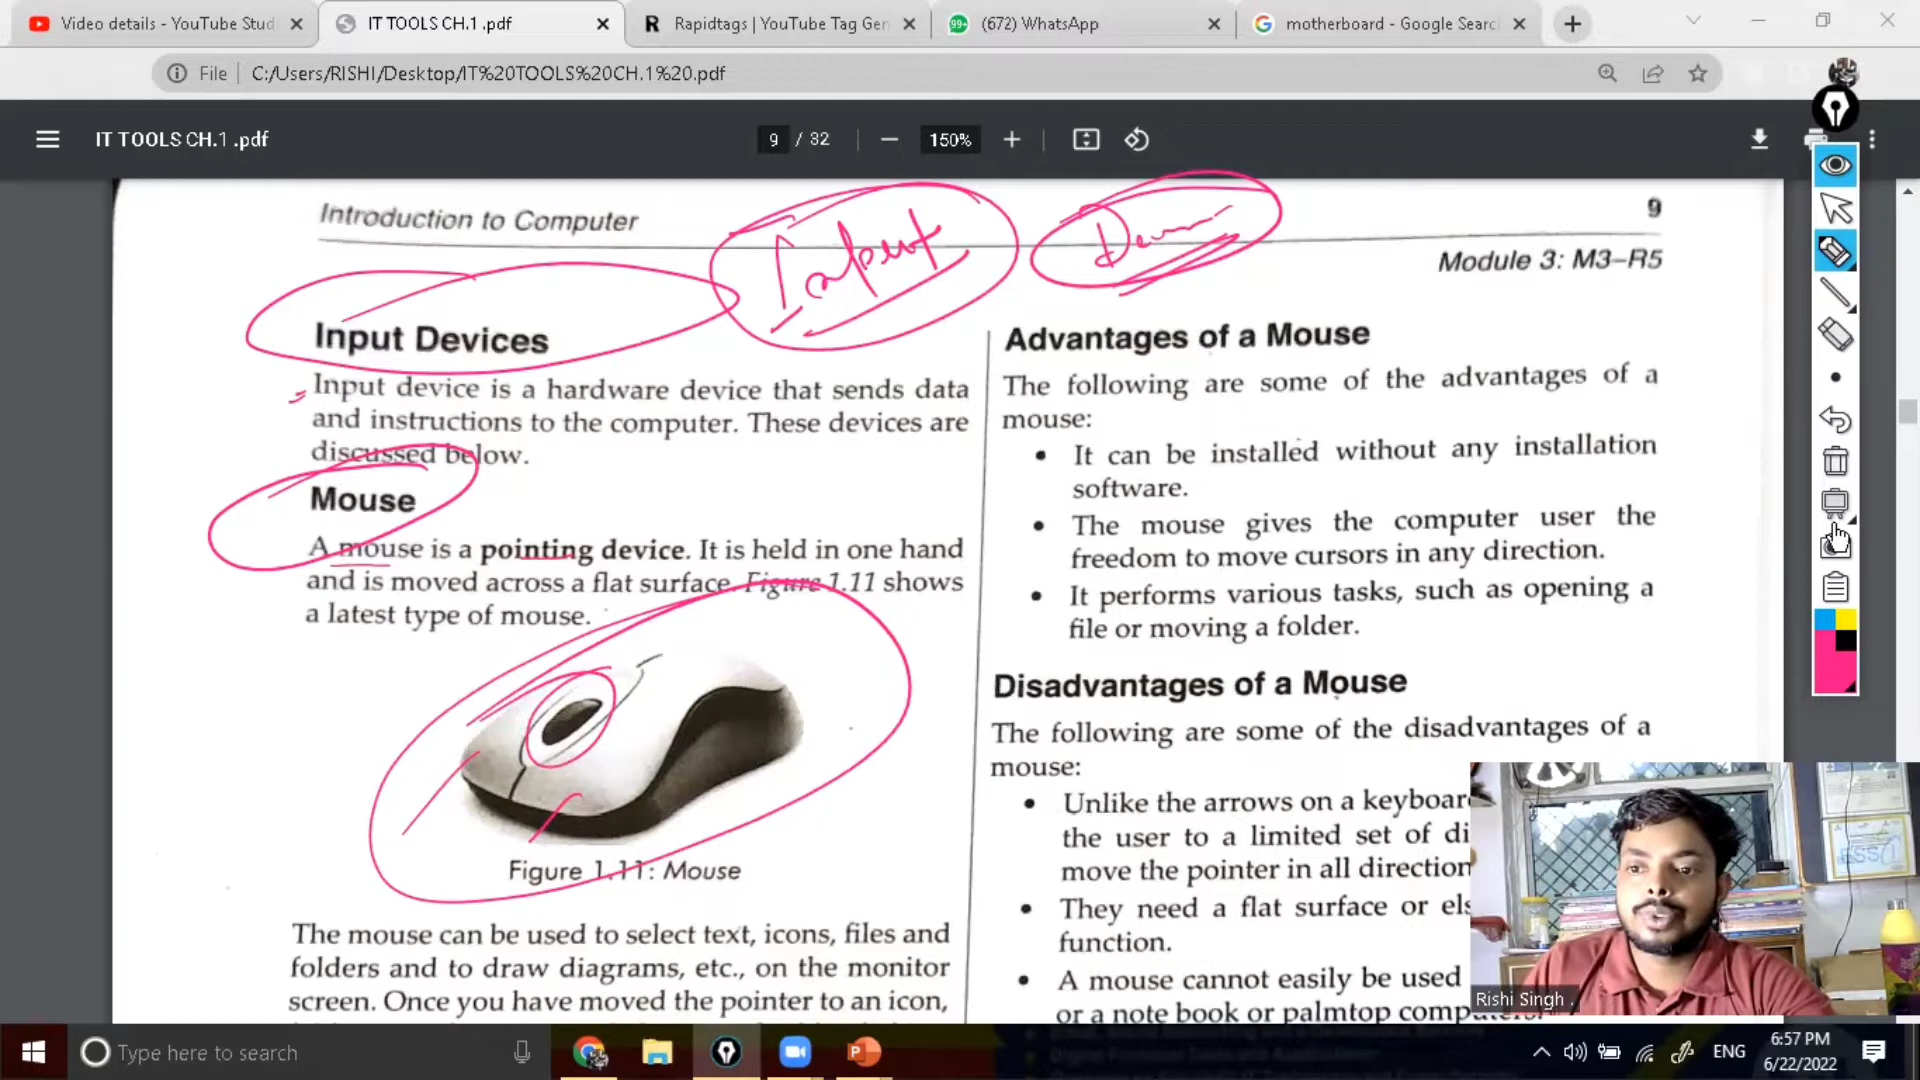 Video details - YouTube Stud
IT TOOLS CH.1 .pdf
Rapidtags | YouTube Tag Gen
99+
(672) WhatsApp
motherboard - Google Searc
File
C:/Users/RISHI/Desktop/IT%20TOOLS%20CH.1%20.pdf
IT TOOLS CH.1 .pdf
9 / 32
150%
Introduction to Computer
9
Module 3: M3–R5
Input
Input Devices
Input device is a hardware device that sends data
and instructions to the computer. These devices are
discussed below.
Mouse
A mouse is a pointing device. It is held in one hand
and is moved across a flat surface. Figure 1.11 shows
a latest type of mouse.
Figure 1.11: Mouse
The mouse can be used to select text, icons, files and
folders and to draw diagrams, etc., on the monitor
screen. Once you have moved the pointer to an icon,
Advantages of a Mouse
The following are some of the advantages of a
mouse:
• It can be installed without any installation
software.
• The mouse gives the computer user the
freedom to move cursors in any direction.
• It performs various tasks, such as opening a
file or moving a folder.
Disadvantages of a Mouse
The following are some of the disadvantages of a
mouse:
• Unlike the arrows on a keyboar
the user to a limited set of di
move the pointer in all direction
• They need a flat surface or els
function.
• A mouse cannot easily be used
or a note book or palmtop computers.
Rishi Singh .
Type here to search
ENG
6:57 PM
6/22/2022